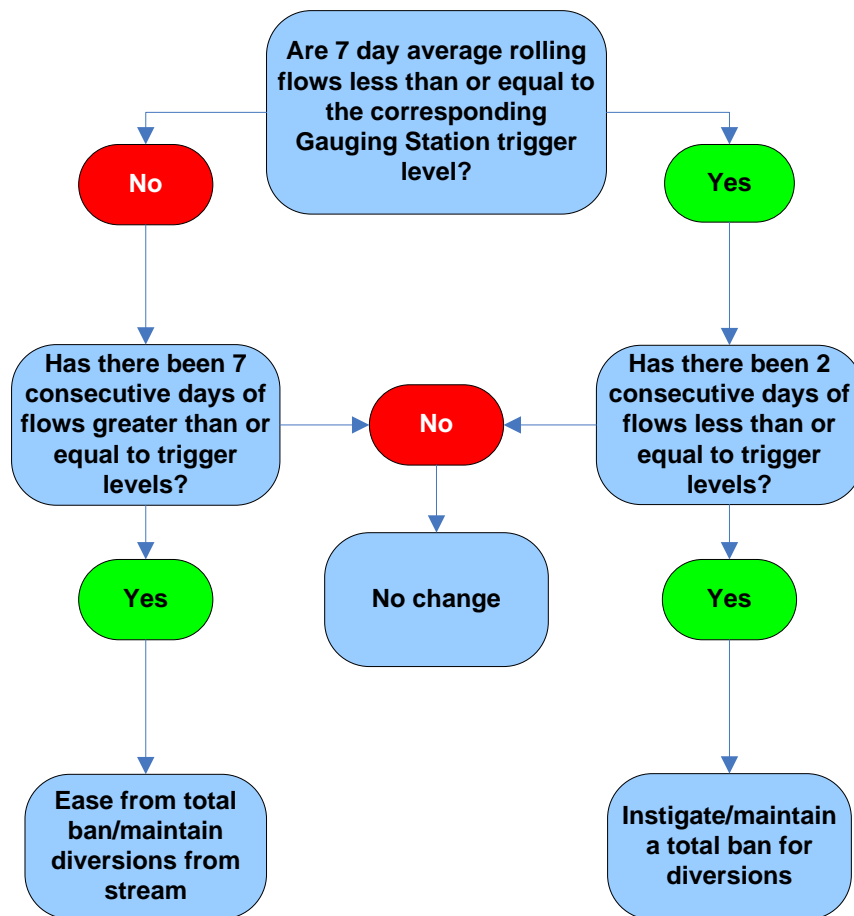 Are 7 day average rolling
flows less than or equal to
the corresponding
Gauging Station trigger
level?
No
Yes
Has there been 7
consecutive days of
flows greater than or
equal to trigger
levels?
No
Has there been 2
consecutive days of
flows less than or
equal to trigger
levels?
Yes
No change
Yes
Ease from total
ban/maintain
diversions from
stream
Instigate/maintain
a total ban for
diversions